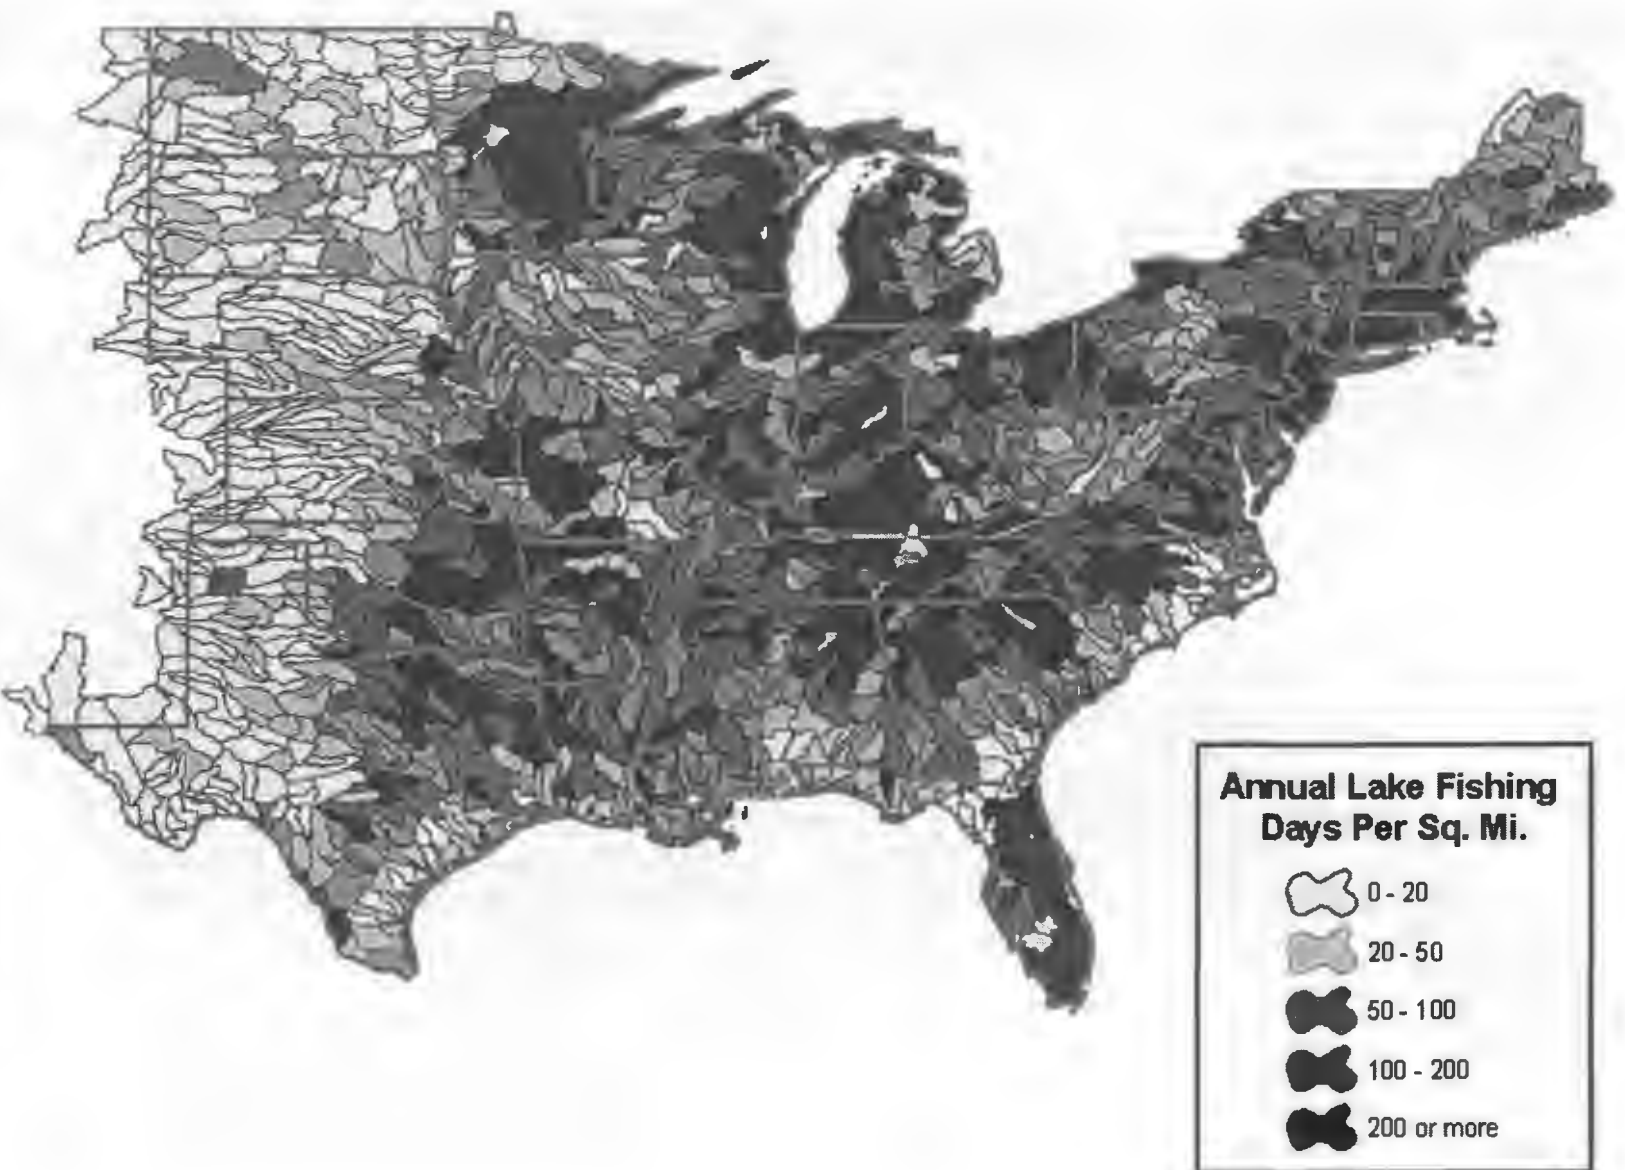 Annual Lake Fishing
Days Per Sq. Mi.
0 - 20
20 - 50
50 - 100
100 - 200
200 or more